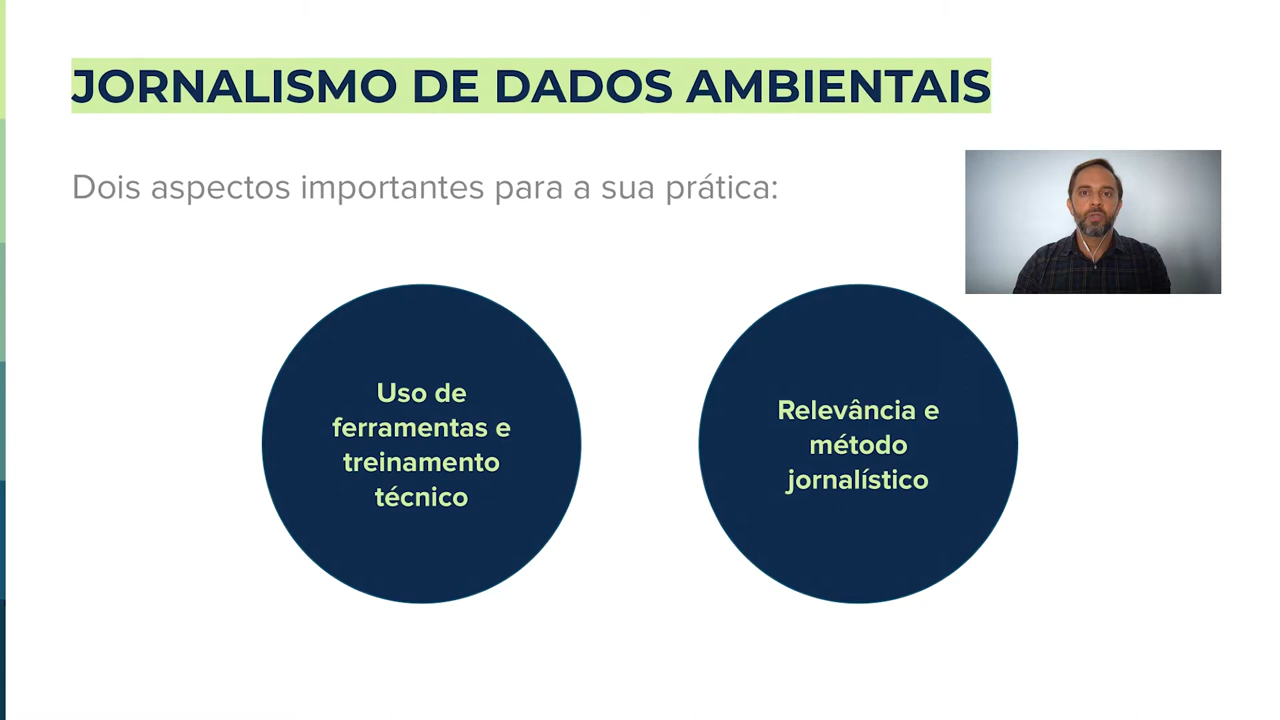 JORNALISMO DE DADOS AMBIENTAIS
Dois aspectos importantes para a sua prática:
Uso de
ferramentas e
treinamento
técnico
Relevância e
método
jornalístico